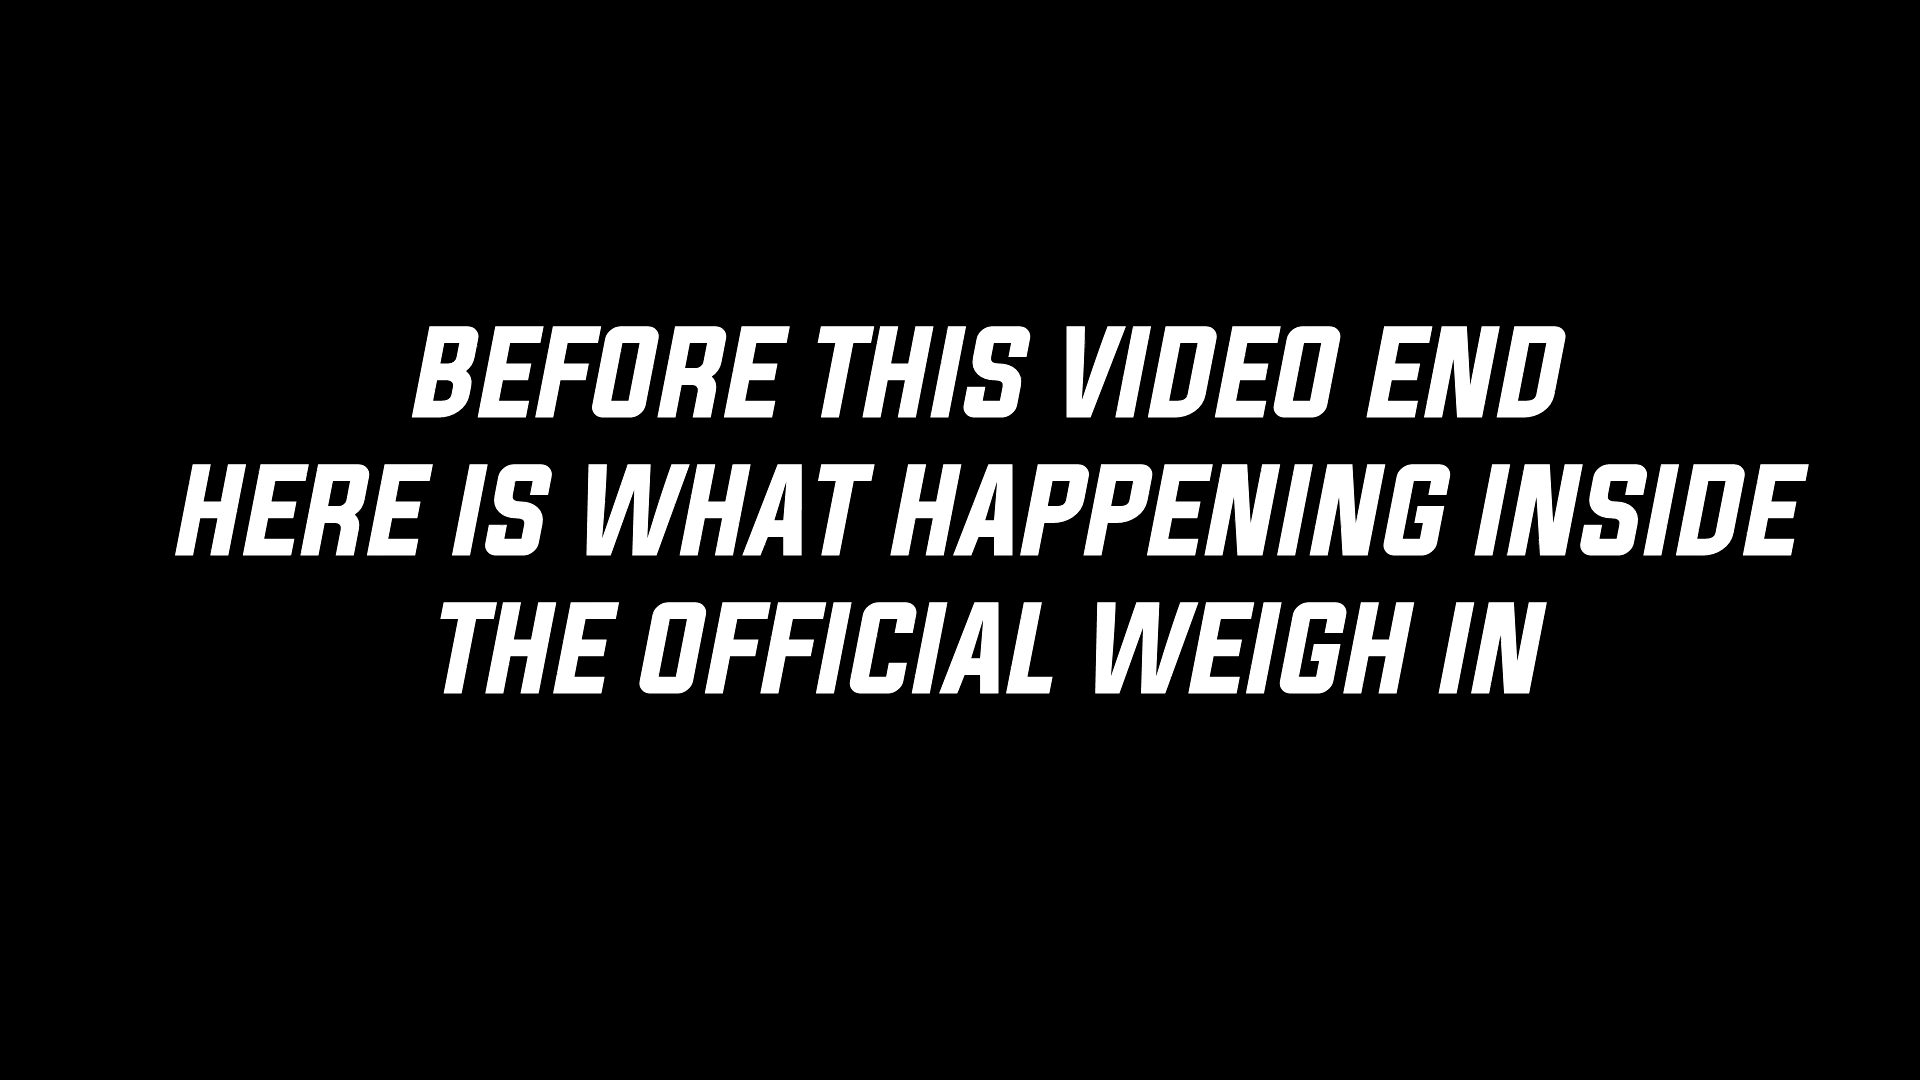 BEFORE THIS VIDEO END
HERE IS WHAT HAPPENING INSIDE
THE OFFICIAL WEIGH IN